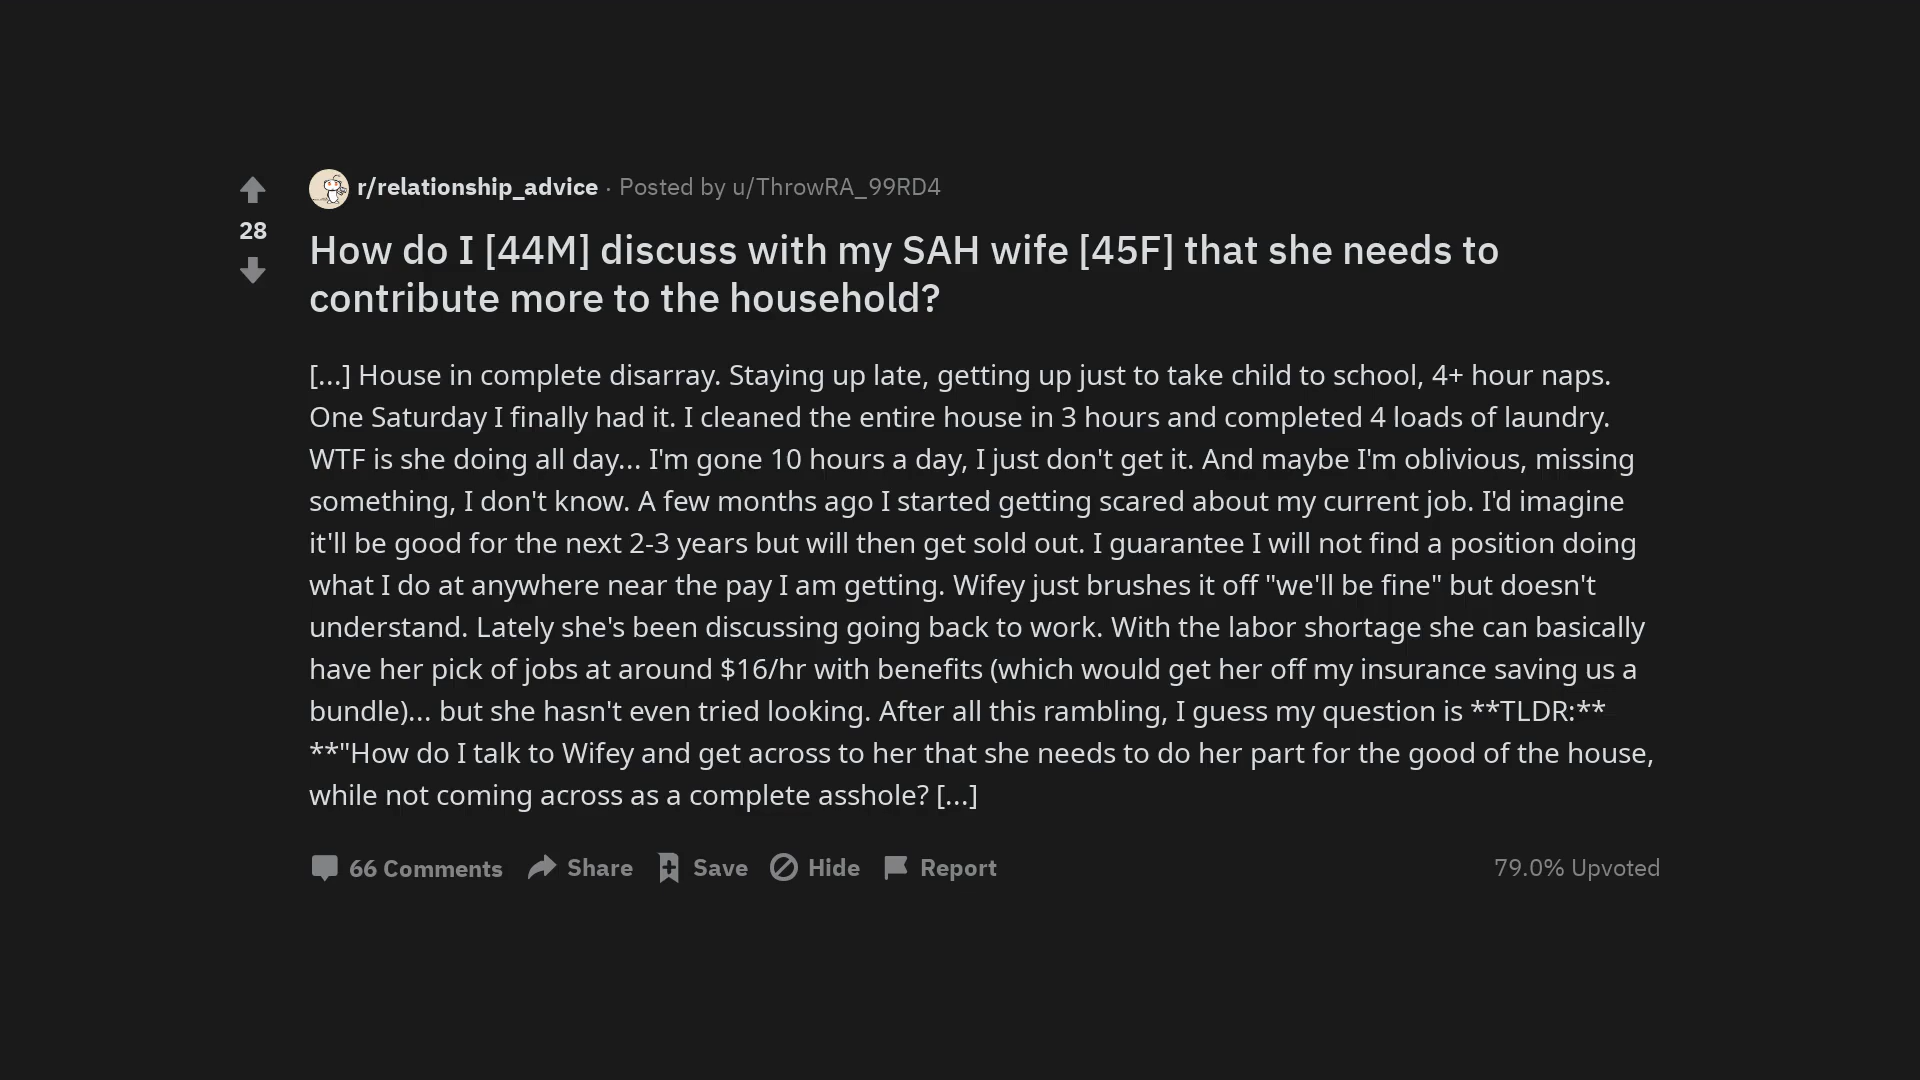 r/relationship_advice · Posted by u/ThrowRA_99RD4
28
How do I [44M] discuss with my SAH wife [45F] that she needs to
contribute more to the household?
[...] House in complete disarray. Staying up late, getting up just to take child to school, 4+ hour naps.
One Saturday I finally had it. I cleaned the entire house in 3 hours and completed 4 loads of laundry.
WTF is she doing all day... I'm gone 10 hours a day, I just don't get it. And maybe I'm oblivious, missing
something, I don't know. A few months ago I started getting scared about my current job. I'd imagine
it'll be good for the next 2-3 years but will then get sold out. I guarantee I will not find a position doing
what I do at anywhere near the pay I am getting. Wifey just brushes it off "we'll be fine" but doesn't
understand. Lately she's been discussing going back to work. With the labor shortage she can basically
have her pick of jobs at around $16/hr with benefits (which would get her off my insurance saving us a
bundle)... but she hasn't even tried looking. After all this rambling, I guess my question is **TLDR:**
**"How do I talk to Wifey and get across to her that she needs to do her part for the good of the house,
while not coming across as a complete asshole? [...]
66 Comments Share Save Hide Report 79.0% Upvoted